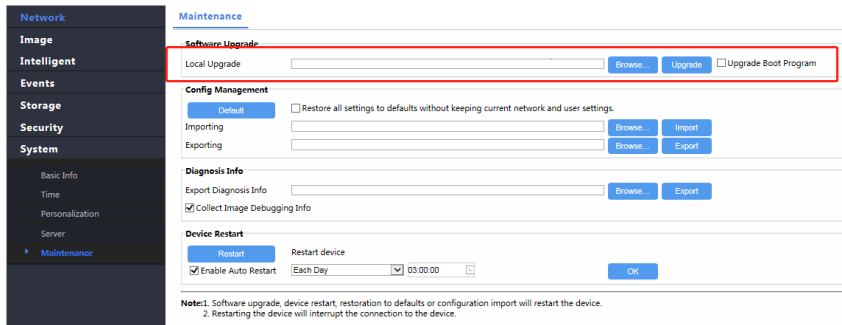 Network
Image
Intelligent
Events
Storage
Security
System
Basic Info
Time
Personalization
Server
Maintenance
Maintenance
Software Upgrade
Local Upgrade Browse... Upgrade Upgrade Boot Program
Config Management
Default Restore all settings to defaults without keeping current network and user settings.
Importing Browse... Import
Exporting Browse... Export
Diagnosis Info
Export Diagnosis Info Browse... Export
Collect Image Debugging Info
Device Restart
Restart Restart device
Enable Auto Restart Each Day 03:00:00 OK
Note:1. Software upgrade, device restart, restoration to defaults or configuration import will restart the device.
2. Restarting the device will interrupt the connection to the device.